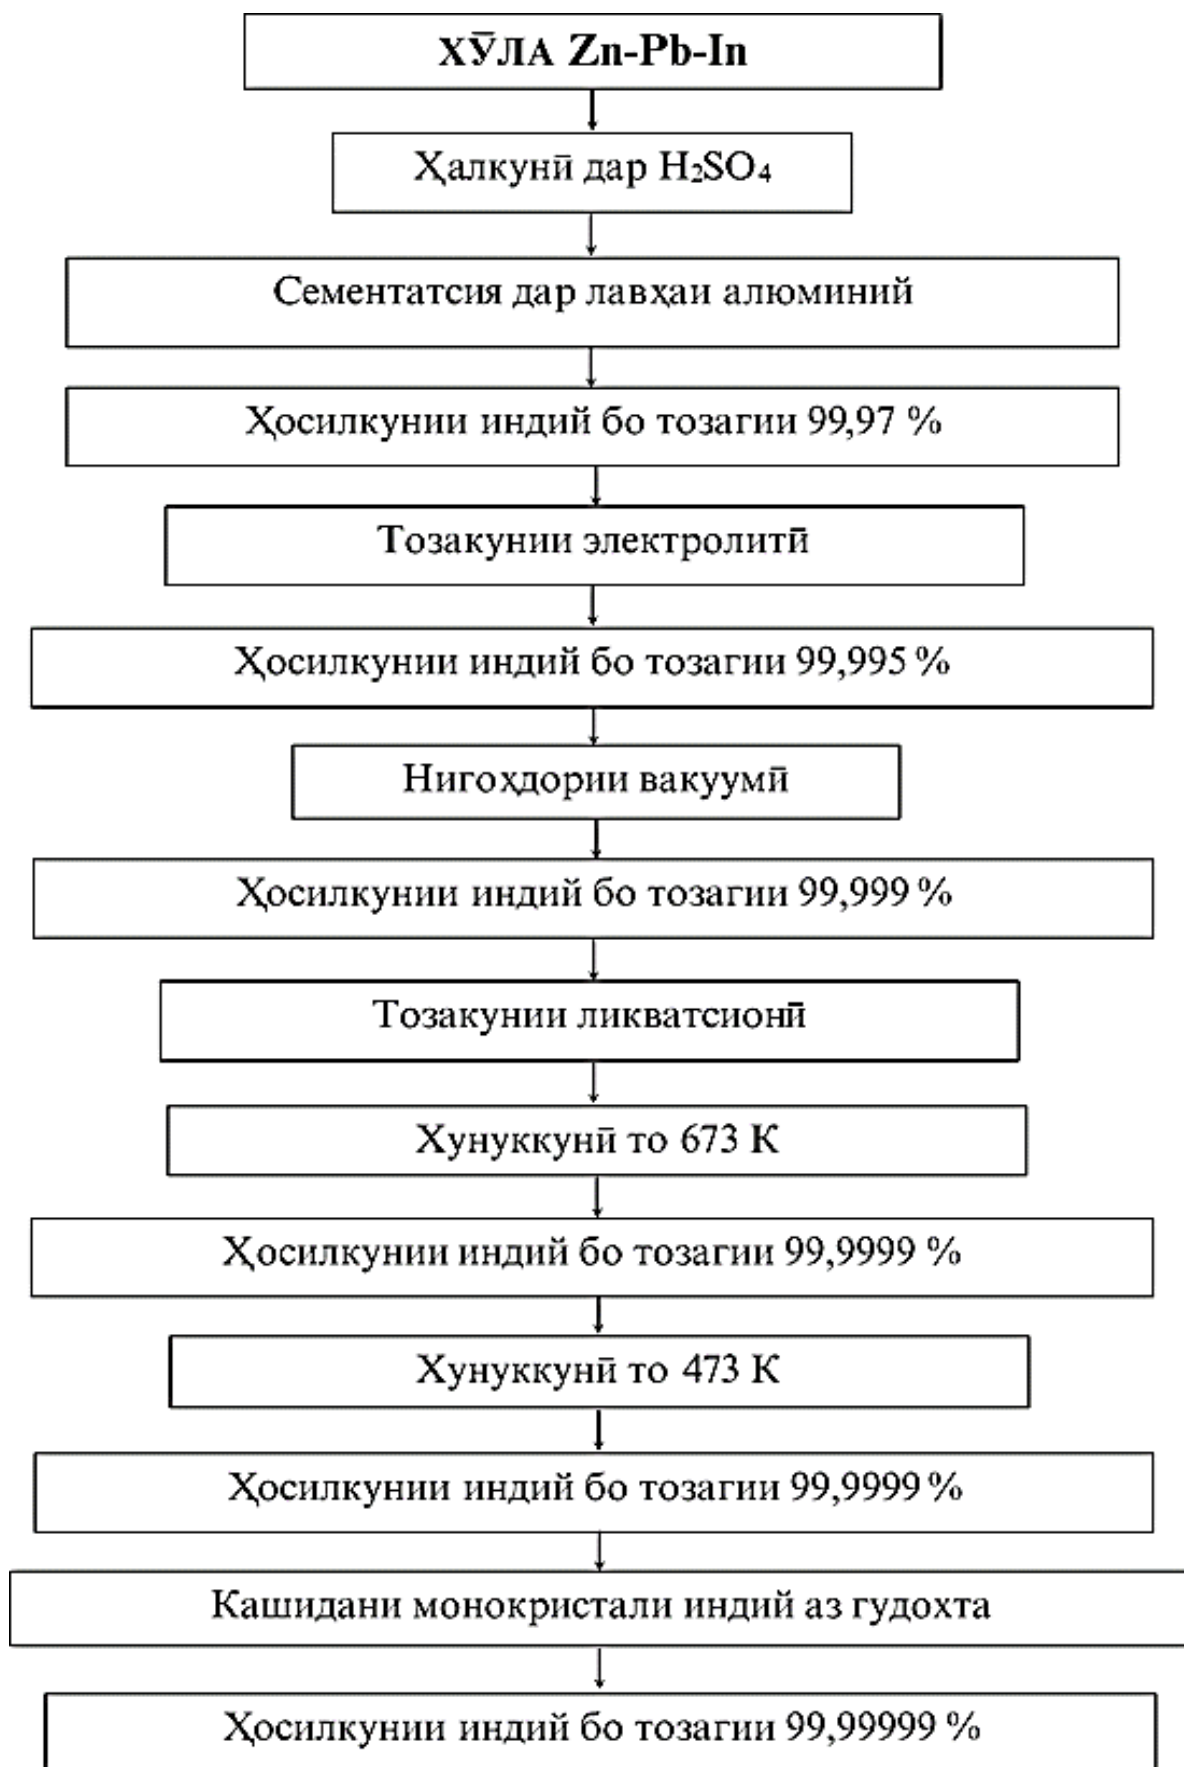 ХӮЛА Zn-Pb-In
Ҳалкунӣ дар H₂SO₄
Сементатсия дар лавҳаи алюминий
Ҳосилкунии индий бо тозагии 99,97 %
Тозакунии электролитӣ
Ҳосилкунии индий бо тозагии 99,995 %
Нигоҳдории вакуумӣ
Ҳосилкунии индий бо тозагии 99,999 %
Тозакунии ликватсионӣ
Хунуккунӣ то 673 К
Ҳосилкунии индий бо тозагии 99,9999 %
Хунуккунӣ то 473 К
Ҳосилкунии индий бо тозагии 99,9999 %
Кашидани монокристали индий аз гудохта
Ҳосилкунии индий бо тозагии 99,99999 %